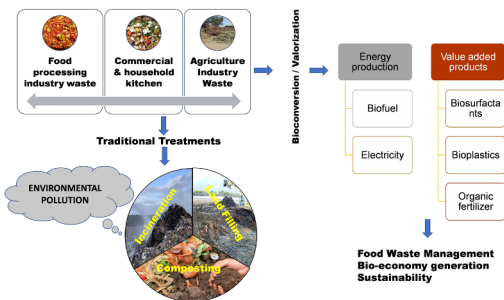 Food
processing
industry waste
Commercial
& household
kitchen
Agriculture
Industry
Waste
Bioconversion / Valorization
Energy
production
Biofuel
Electricity
Value added
products
Biosurfacta
nts
Bioplastics
Organic
fertilizer
Traditional Treatments
ENVIRONMENTAL
POLLUTION
Incineration
Land Filling
Composting
Food Waste Management
Bio-economy generation
Sustainability